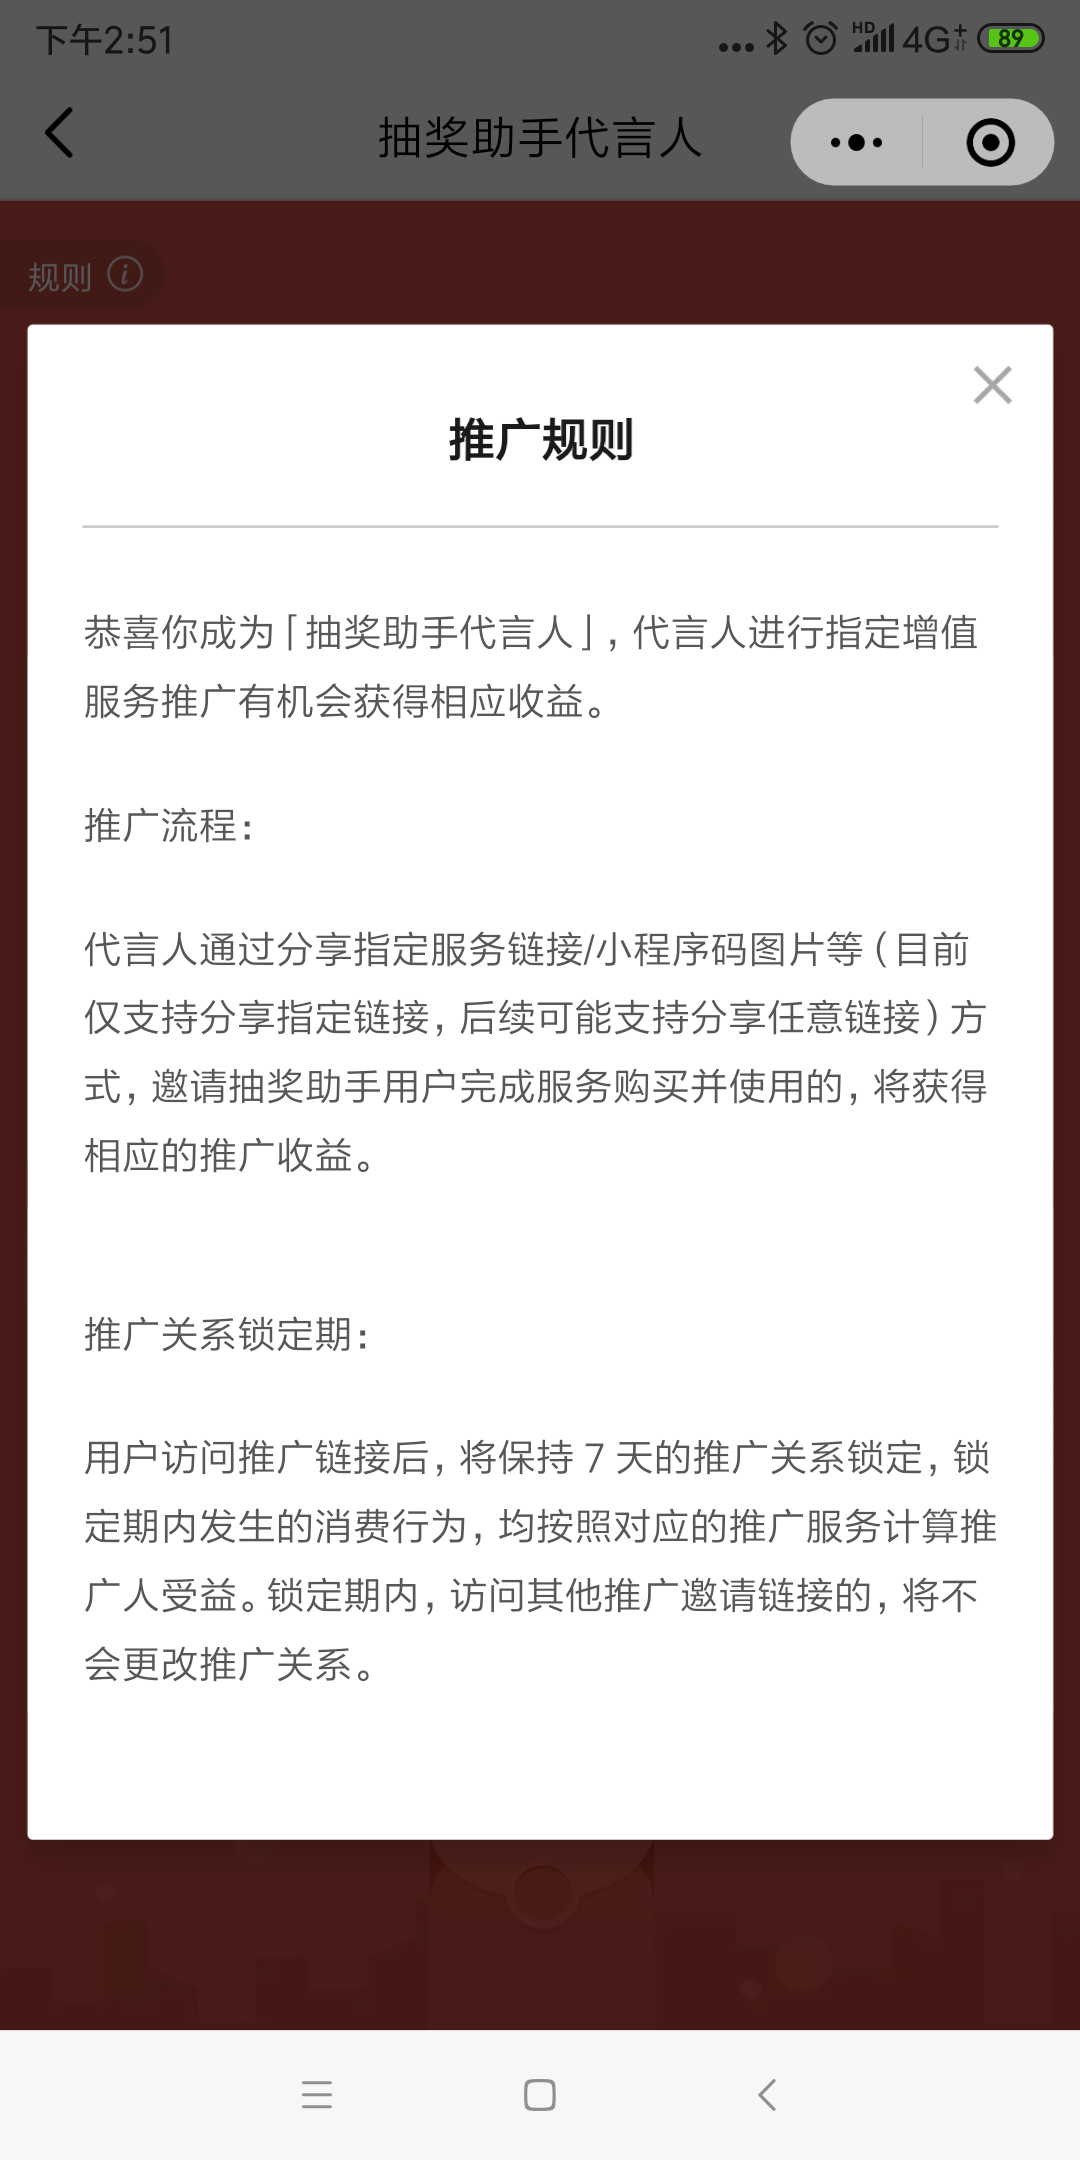 下午2:51
HD 4G+ 89
抽奖助手代言人
规则
推广规则
恭喜你成为「抽奖助手代言人」，代言人进行指定增值
服务推广有机会获得相应收益。
推广流程：
代言人通过分享指定服务链接/小程序码图片等（目前
仅支持分享指定链接，后续可能支持分享任意链接）方
式，邀请抽奖助手用户完成服务购买并使用的，将获得
相应的推广收益。
推广关系锁定期：
用户访问推广链接后，将保持 7 天的推广关系锁定，锁
定期内发生的消费行为，均按照对应的推广服务计算推
广人受益。锁定期内，访问其他推广邀请链接的，将不
会更改推广关系。